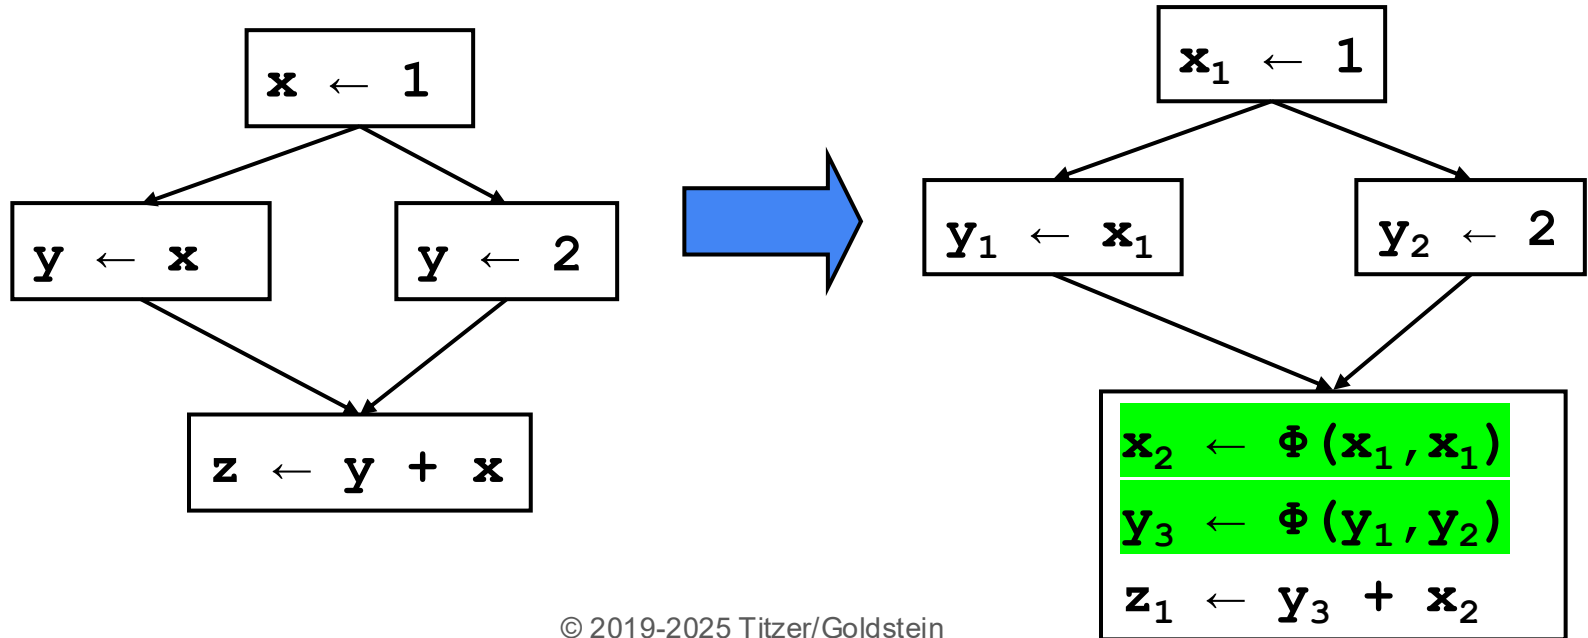 x ← 1
y ← x
y ← 2
z ← y + x
x₁ ← 1
y₁ ← x₁
y₂ ← 2
x₂ ← Φ(x₁,x₁)
y₃ ← Φ(y₁,y₂)
z₁ ← y₃ + x₂
© 2019-2025 Titzer/Goldstein